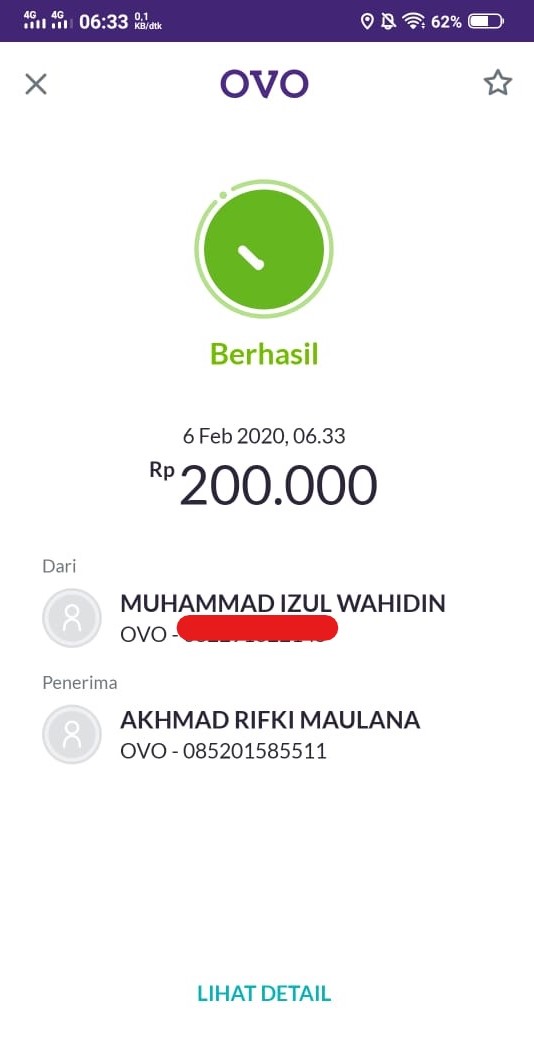 4G 4G 06:33 0,1 KB/dtk 62%
OVO
Berhasil
6 Feb 2020, 06.33
Rp 200.000
Dari
MUHAMMAD IZUL WAHIDIN
OVO -
Penerima
AKHMAD RIFKI MAULANA
OVO - 085201585511
LIHAT DETAIL